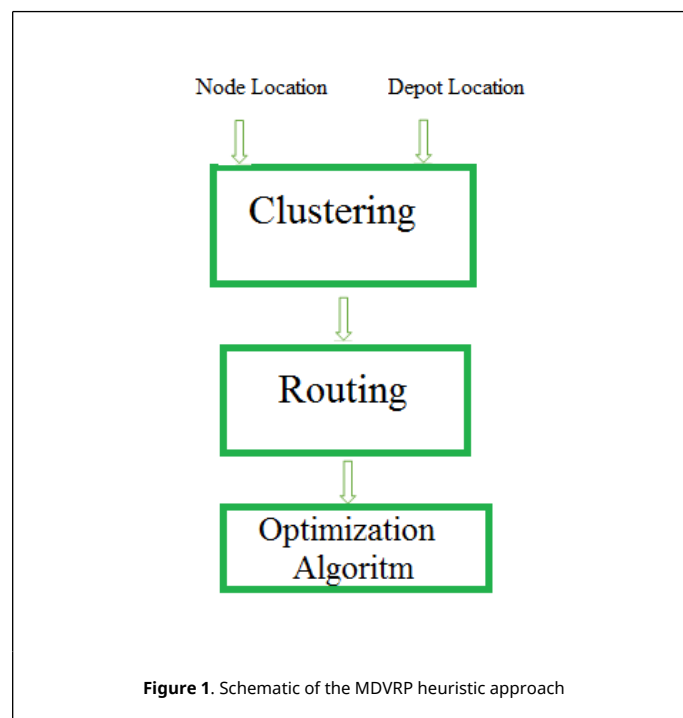 Node Location Depot Location
Clustering
Routing
Optimization
Algoritm
Figure 1. Schematic of the MDVRP heuristic approach